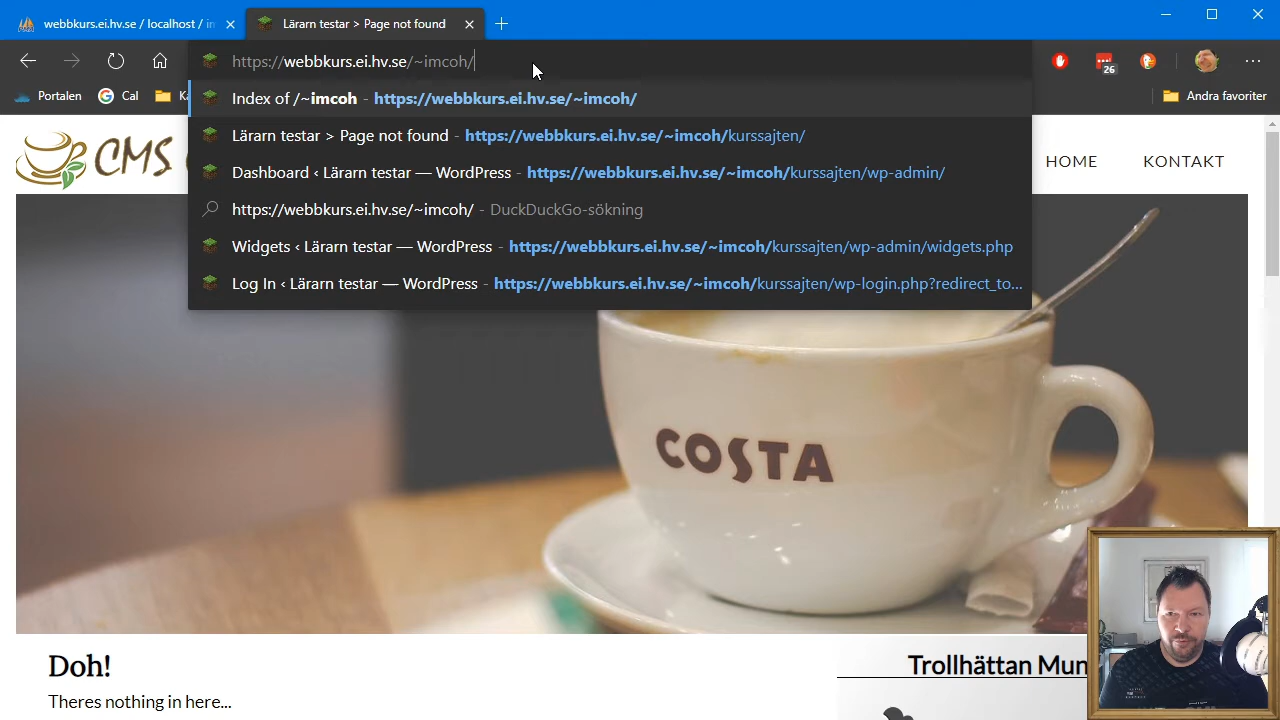 webbkurs.ei.hv.se / localhost / in
Lärarn testar > Page not found
https://webbkurs.ei.hv.se/~imcoh/
26
Portalen
Cal
Andra favoriter
Index of /~imcoh - https://webbkurs.ei.hv.se/~imcoh/
Lärarn testar > Page not found - https://webbkurs.ei.hv.se/~imcoh/kurssajten/
Dashboard ‹ Lärarn testar — WordPress - https://webbkurs.ei.hv.se/~imcoh/kurssajten/wp-admin/
https://webbkurs.ei.hv.se/~imcoh/ - DuckDuckGo-sökning
Widgets ‹ Lärarn testar — WordPress - https://webbkurs.ei.hv.se/~imcoh/kurssajten/wp-admin/widgets.php
Log In ‹ Lärarn testar — WordPress - https://webbkurs.ei.hv.se/~imcoh/kurssajten/wp-login.php?redirect_to...
CMS
HOME
KONTAKT
COSTA
Doh!
Theres nothing in here...
Trollhättan Mun